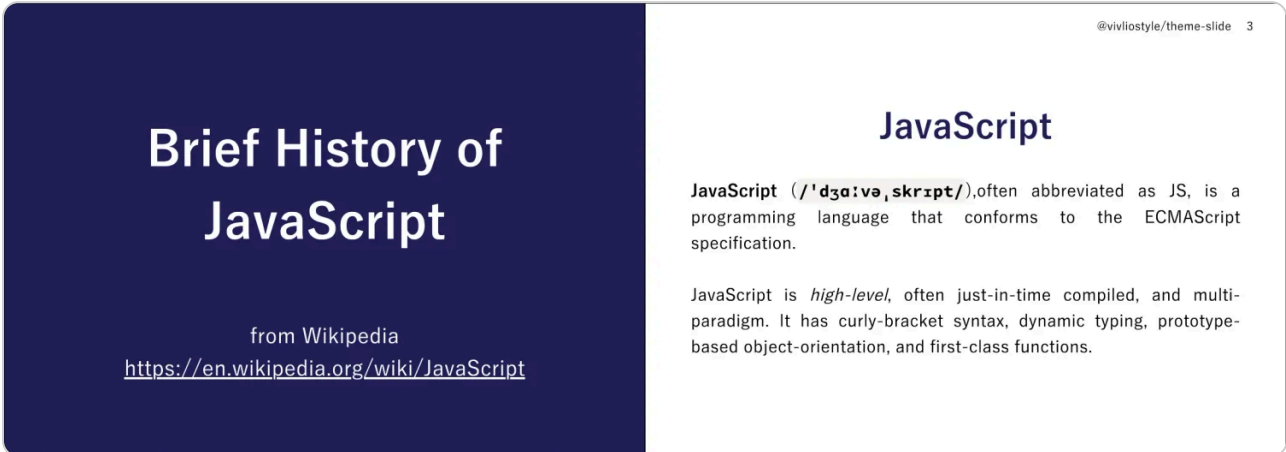 Brief History of
JavaScript
from Wikipedia
https://en.wikipedia.org/wiki/JavaScript
@vivliostyle/theme-slide 3
JavaScript
JavaScript (/ˈdʒɑːvəˌskrɪpt/),often abbreviated as JS, is a
programming language that conforms to the ECMAScript
specification.
JavaScript is high-level, often just-in-time compiled, and multi-
paradigm. It has curly-bracket syntax, dynamic typing, prototype-
based object-orientation, and first-class functions.